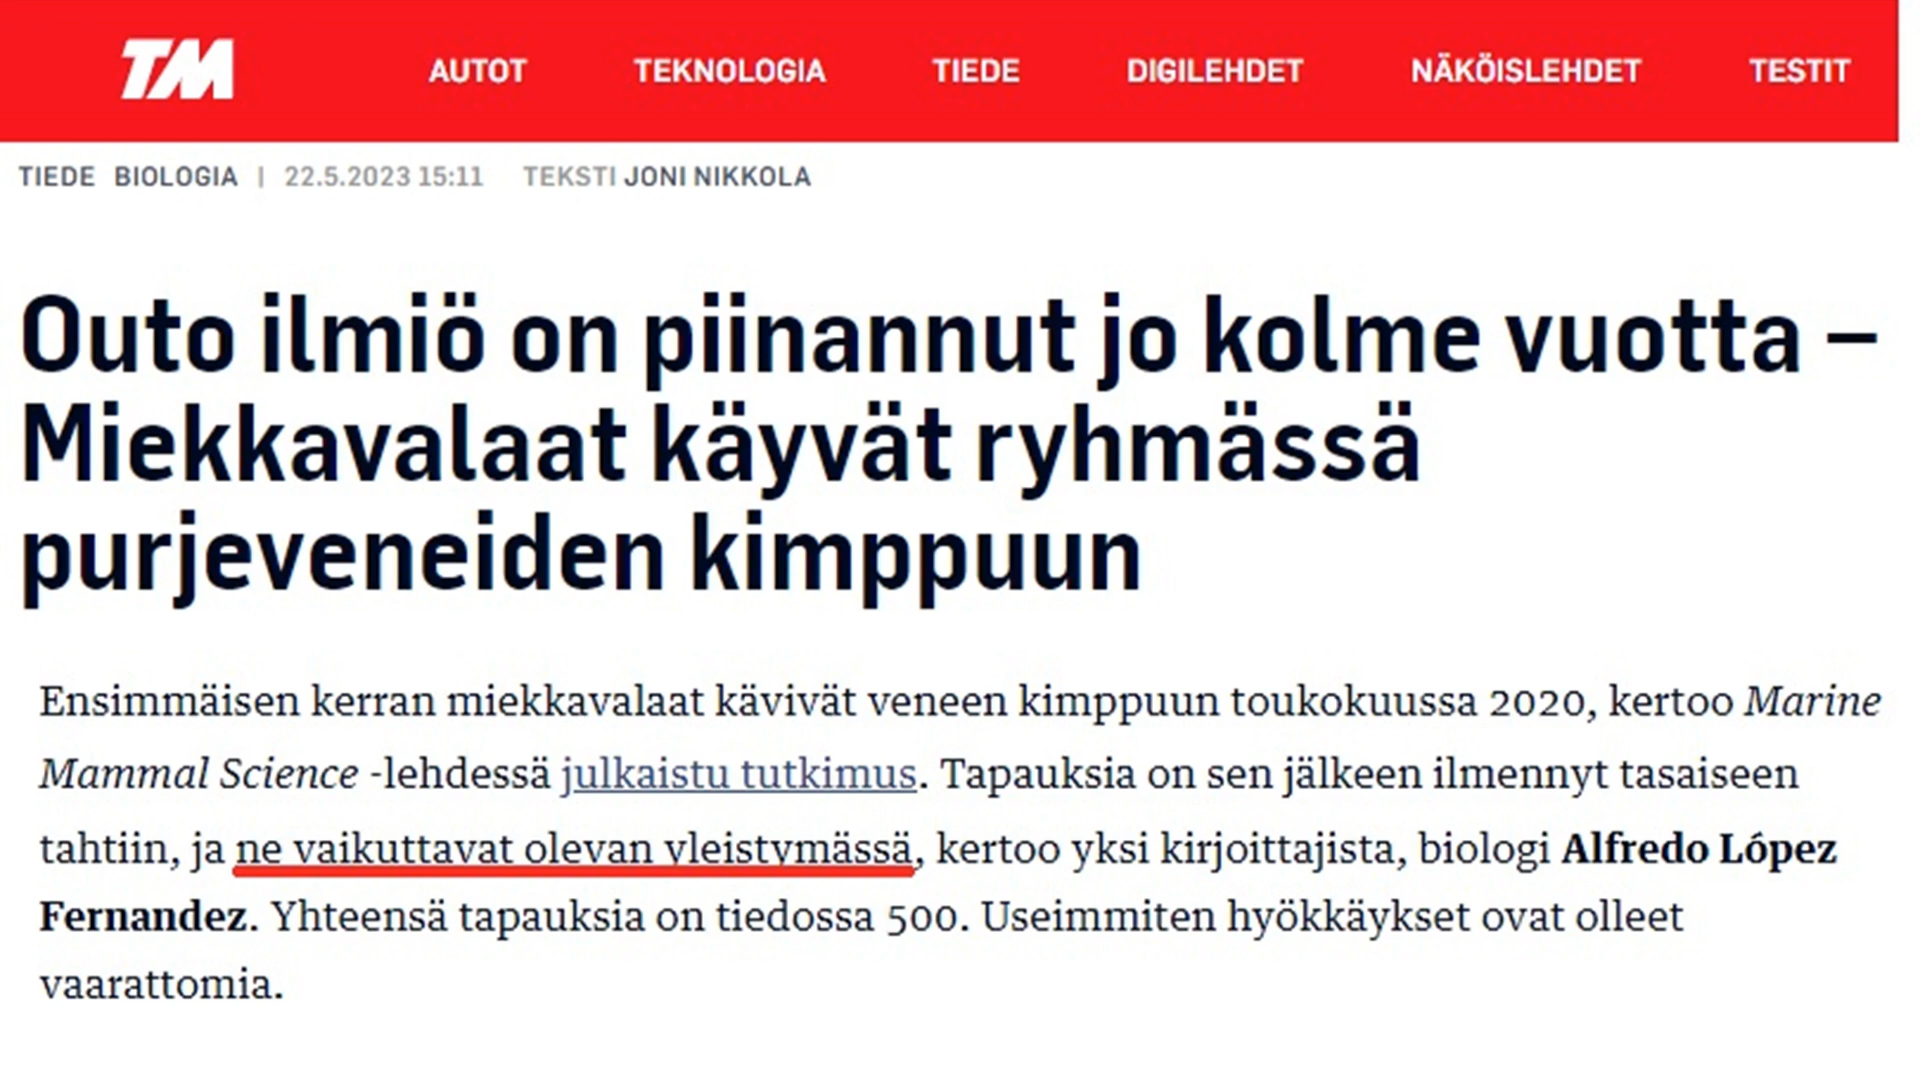 TM AUTOT TEKNOLOGIA TIEDE DIGILEHDET NÄKÖISLEHDET TESTIT
TIEDE BIOLOGIA | 22.5.2023 15:11 TEKSTI JONI NIKKOLA
Outo ilmiö on piinannut jo kolme vuotta –
Miekkavalaat käyvät ryhmässä
purjeveneiden kimppuun
Ensimmäisen kerran miekkavalaat kävivät veneen kimppuun toukokuussa 2020, kertoo Marine
Mammal Science -lehdessä julkaistu tutkimus. Tapauksia on sen jälkeen ilmennyt tasaiseen
tahtiin, ja ne vaikuttavat olevan yleistymässä, kertoo yksi kirjoittajista, biologi Alfredo López
Fernandez. Yhteensä tapauksia on tiedossa 500. Useimmiten hyökkäykset ovat olleet
vaarattomia.